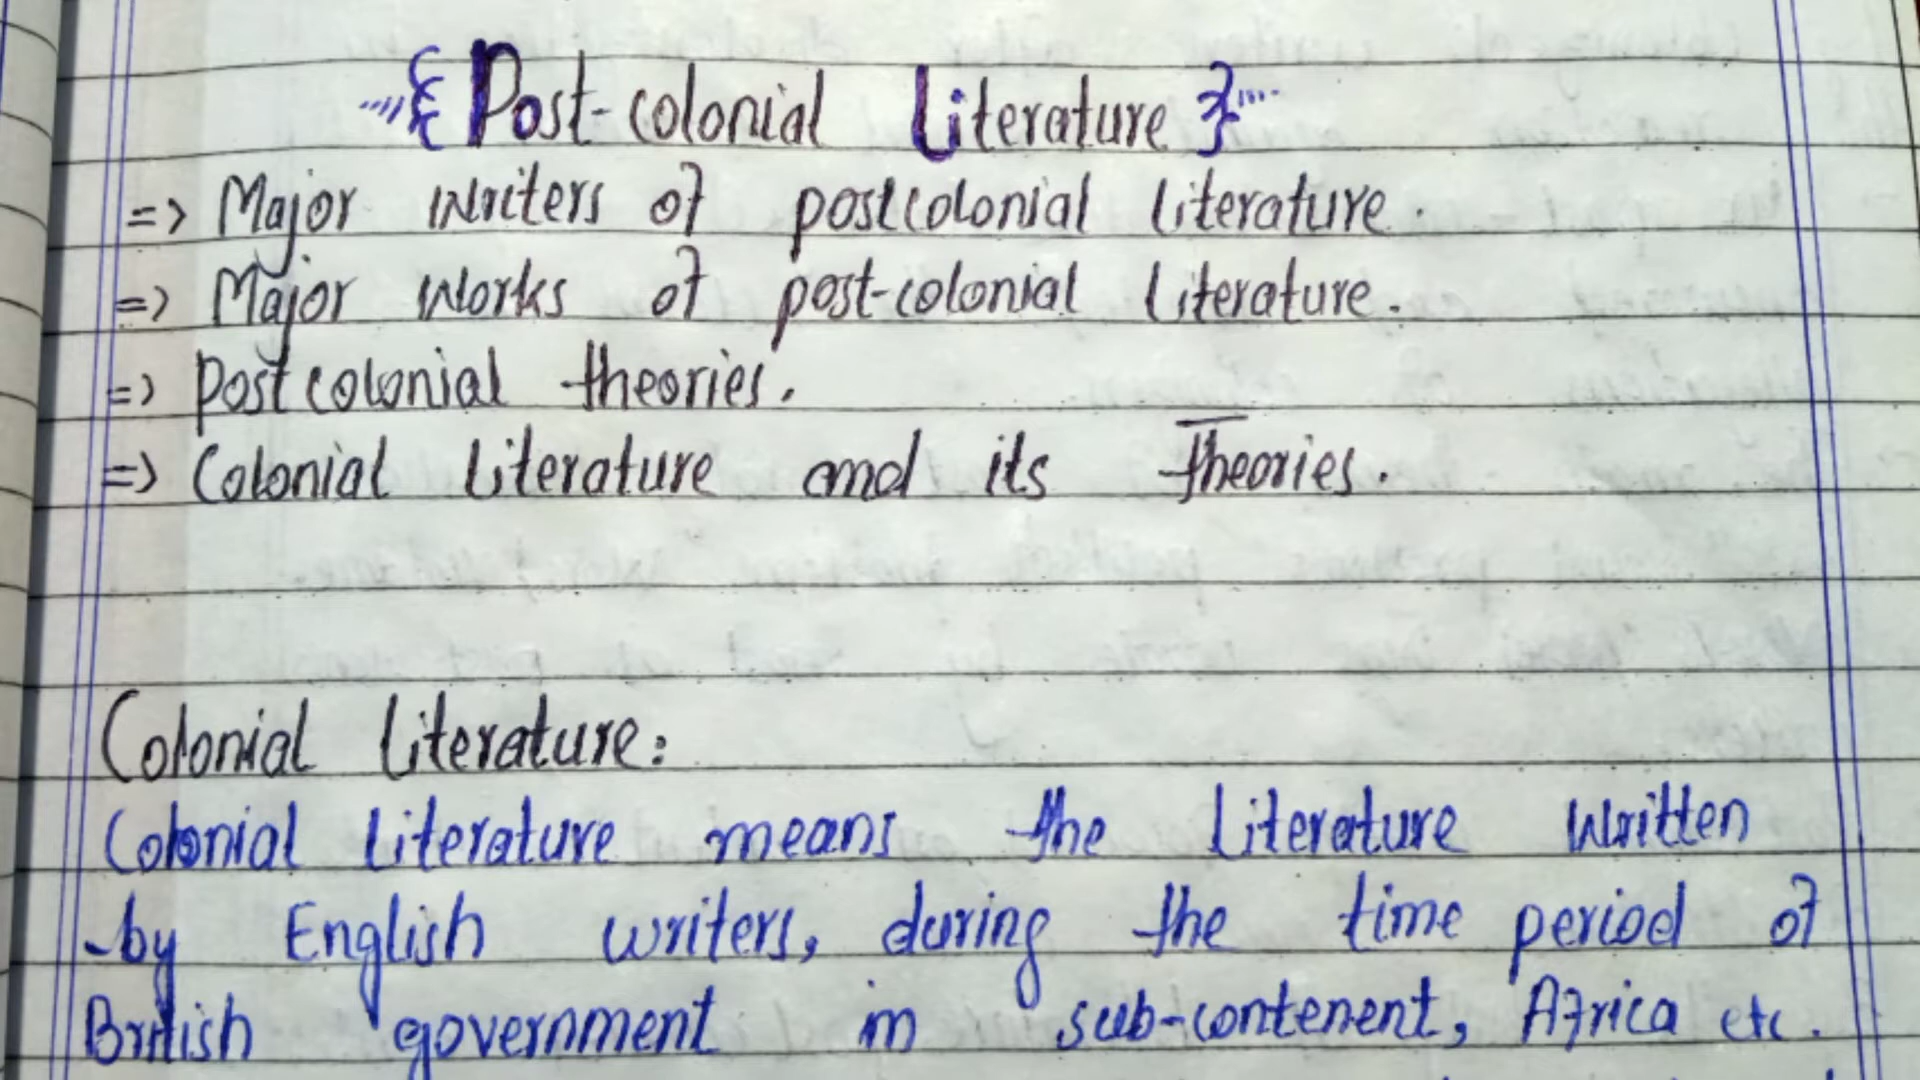 {Post-colonial Literature}
=> Major writers of postcolonial literature.
=> Major works of post-colonial literature.
=> Postcolonial theories.
=> Colonial literature and its theories.
Colonial literature:
Colonial literature means the literature written
by English writers, during the time period of
British government in sub-contenent, Africa etc.